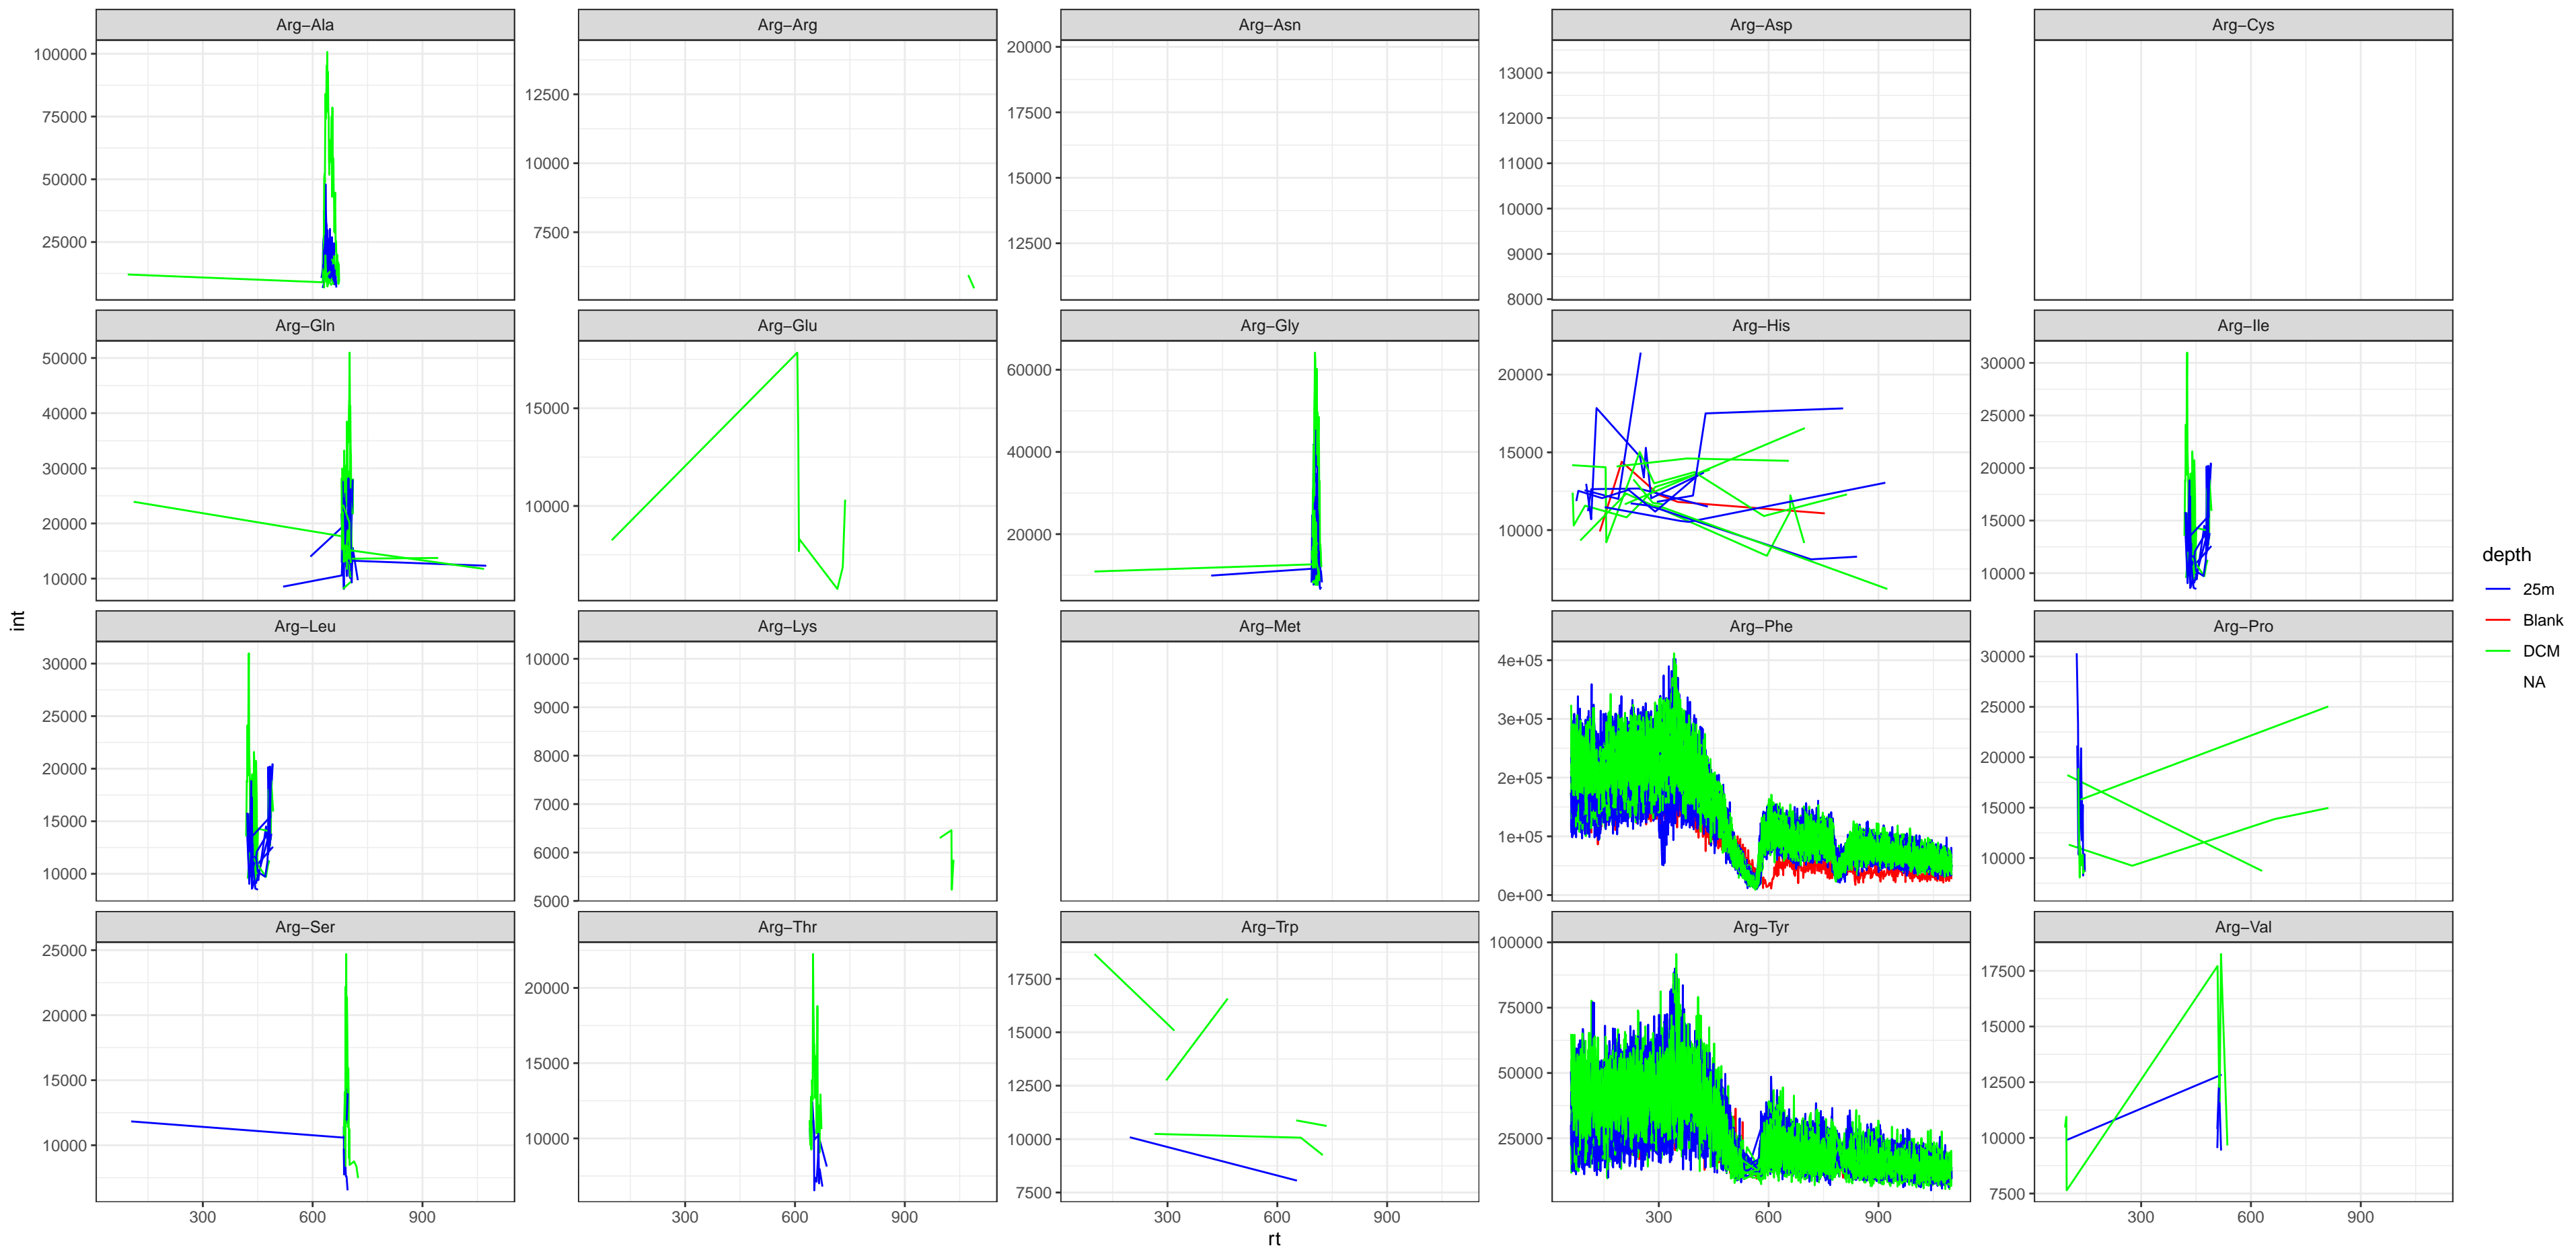 Arg−Ala
Arg−Arg
Arg−Asn
Arg−Asp
Arg−Cys
100000
75000
50000
25000
12500
10000
7500
20000
17500
15000
12500
13000
12000
11000
10000
9000
8000
Arg−Gln
Arg−Glu
Arg−Gly
Arg−His
Arg−Ile
50000
40000
30000
20000
10000
15000
10000
60000
40000
20000
20000
15000
10000
30000
25000
20000
15000
10000
Arg−Leu
Arg−Lys
Arg−Met
Arg−Phe
Arg−Pro
30000
25000
20000
15000
10000
10000
9000
8000
7000
6000
5000
4e+05
3e+05
2e+05
1e+05
0e+00
30000
25000
20000
15000
10000
Arg−Ser
Arg−Thr
Arg−Trp
Arg−Tyr
Arg−Val
25000
20000
15000
10000
20000
15000
10000
17500
15000
12500
10000
7500
100000
75000
50000
25000
17500
15000
12500
10000
7500
300 600 900
300 600 900
300 600 900
300 600 900
300 600 900
rt
int
depth
25m
Blank
DCM
NA